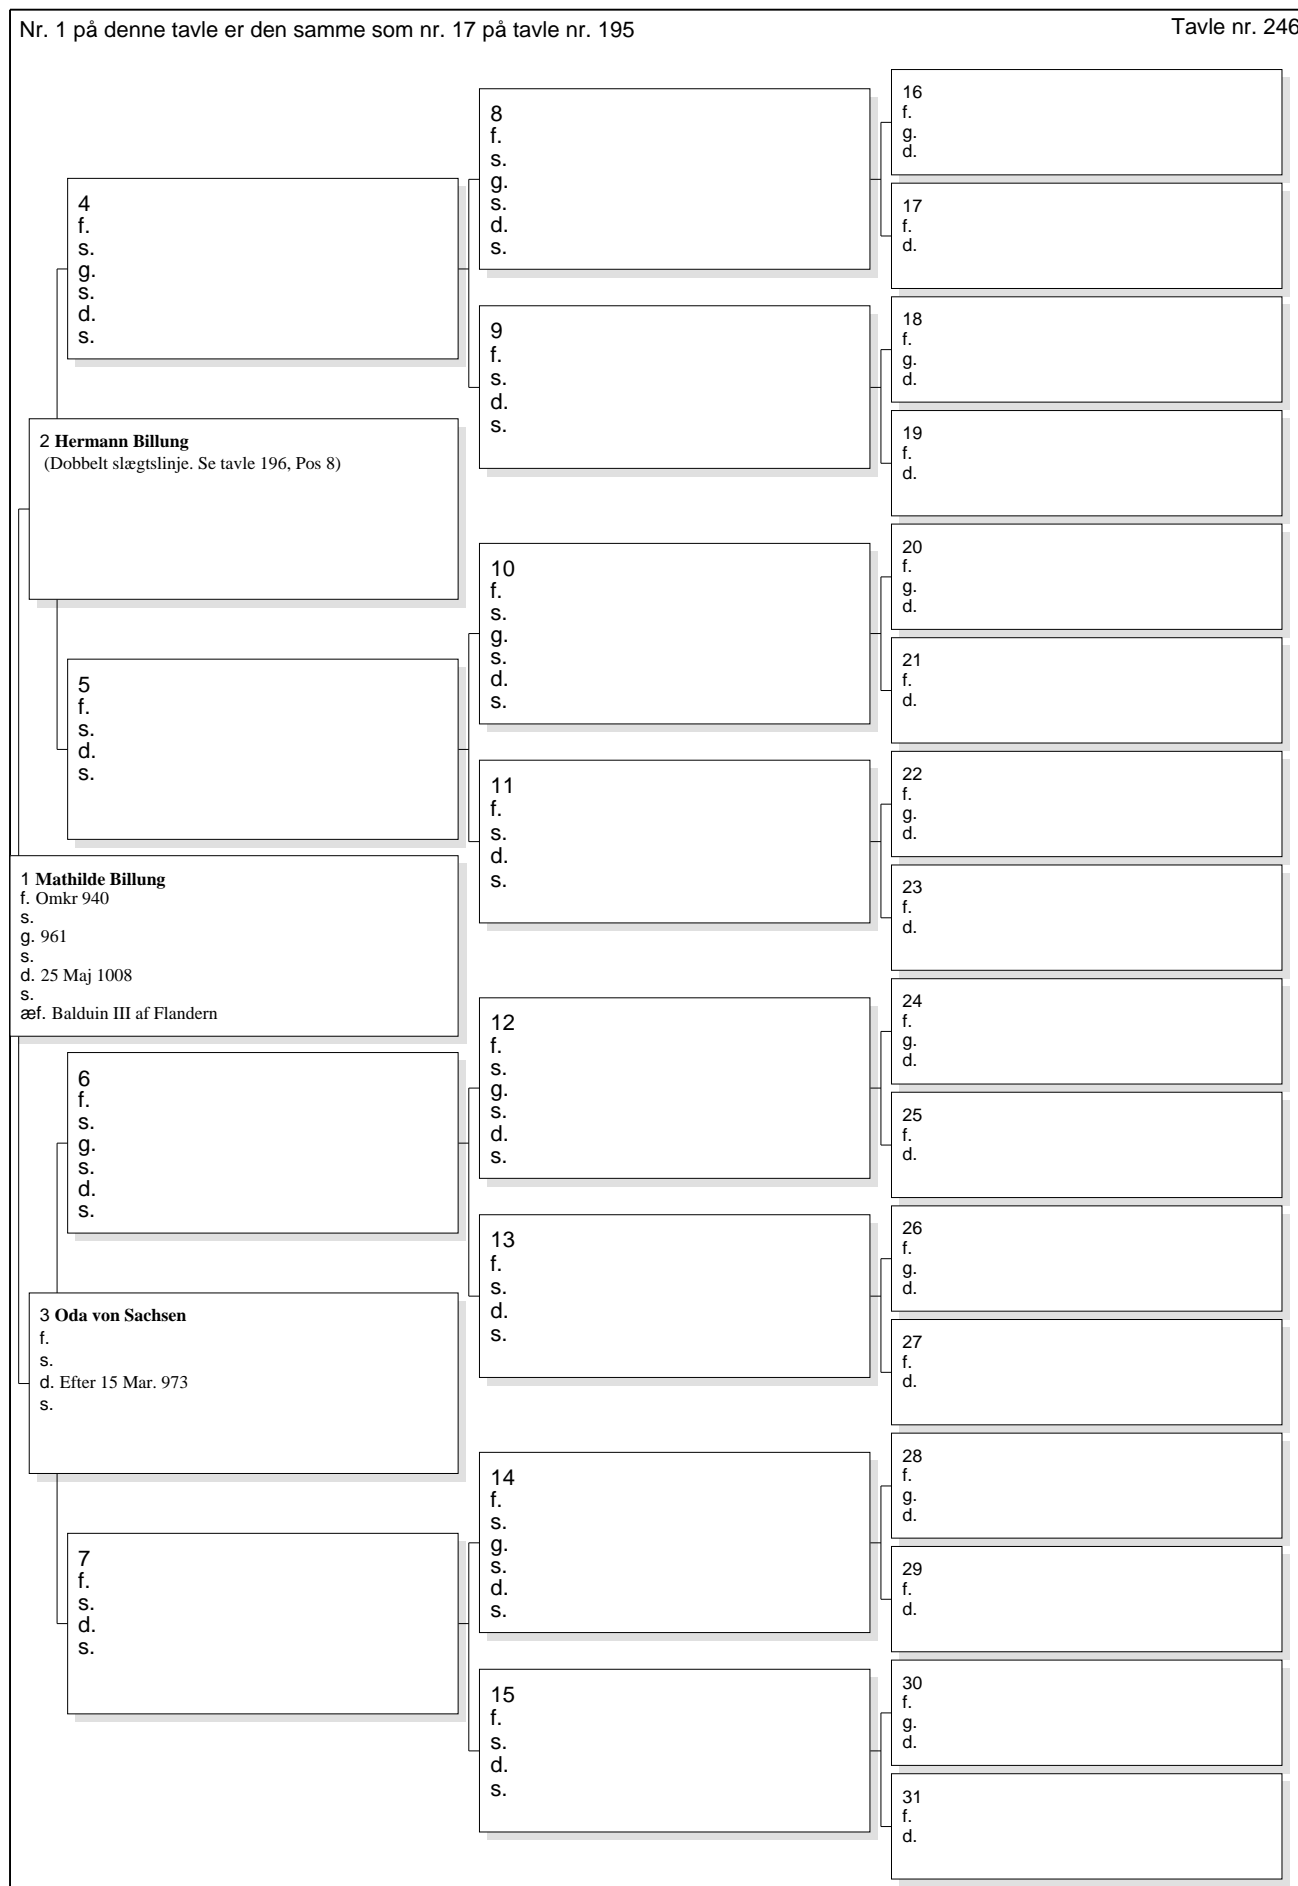 Nr. 1 på denne tavle er den samme som nr. 17 på tavle nr. 195
Tavle nr. 246
4
f.
s.
g.
s.
d.
s.
2 Hermann Billung
(Dobbelt slægtslinje. Se tavle 196, Pos 8)
5
f.
s.
d.
s.
1 Mathilde Billung
f. Omkr 940
s.
g. 961
s.
d. 25 Maj 1008
s.
æf. Balduin III af Flandern
6
f.
s.
g.
s.
d.
s.
3 Oda von Sachsen
f.
s.
d. Efter 15 Mar. 973
s.
7
f.
s.
d.
s.
8
f.
s.
g.
s.
d.
s.
9
f.
s.
d.
s.
10
f.
s.
g.
s.
d.
s.
11
f.
s.
d.
s.
12
f.
s.
g.
s.
d.
s.
13
f.
s.
d.
s.
14
f.
s.
g.
s.
d.
s.
15
f.
s.
d.
s.
16
f.
g.
d.
17
f.
d.
18
f.
g.
d.
19
f.
d.
20
f.
g.
d.
21
f.
d.
22
f.
g.
d.
23
f.
d.
24
f.
g.
d.
25
f.
d.
26
f.
g.
d.
27
f.
d.
28
f.
g.
d.
29
f.
d.
30
f.
g.
d.
31
f.
d.